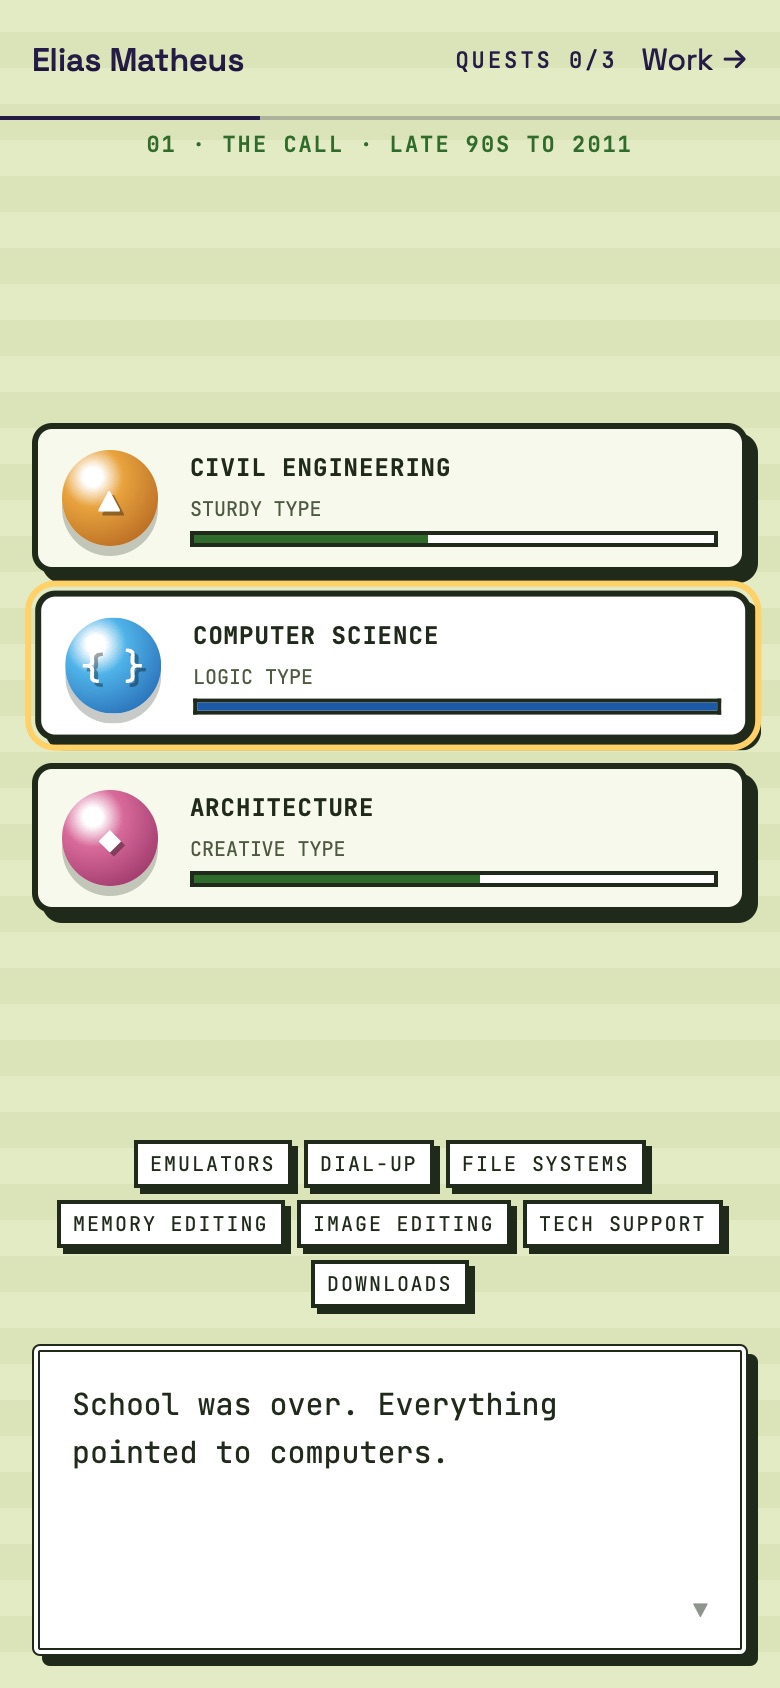 Elias Matheus
QUESTS 0/3 Work →
01 · THE CALL · LATE 90S TO 2011
CIVIL ENGINEERING
STURDY TYPE
{ }
COMPUTER SCIENCE
LOGIC TYPE
ARCHITECTURE
CREATIVE TYPE
EMULATORS
DIAL-UP
FILE SYSTEMS
MEMORY EDITING
IMAGE EDITING
TECH SUPPORT
DOWNLOADS
School was over. Everything
pointed to computers.